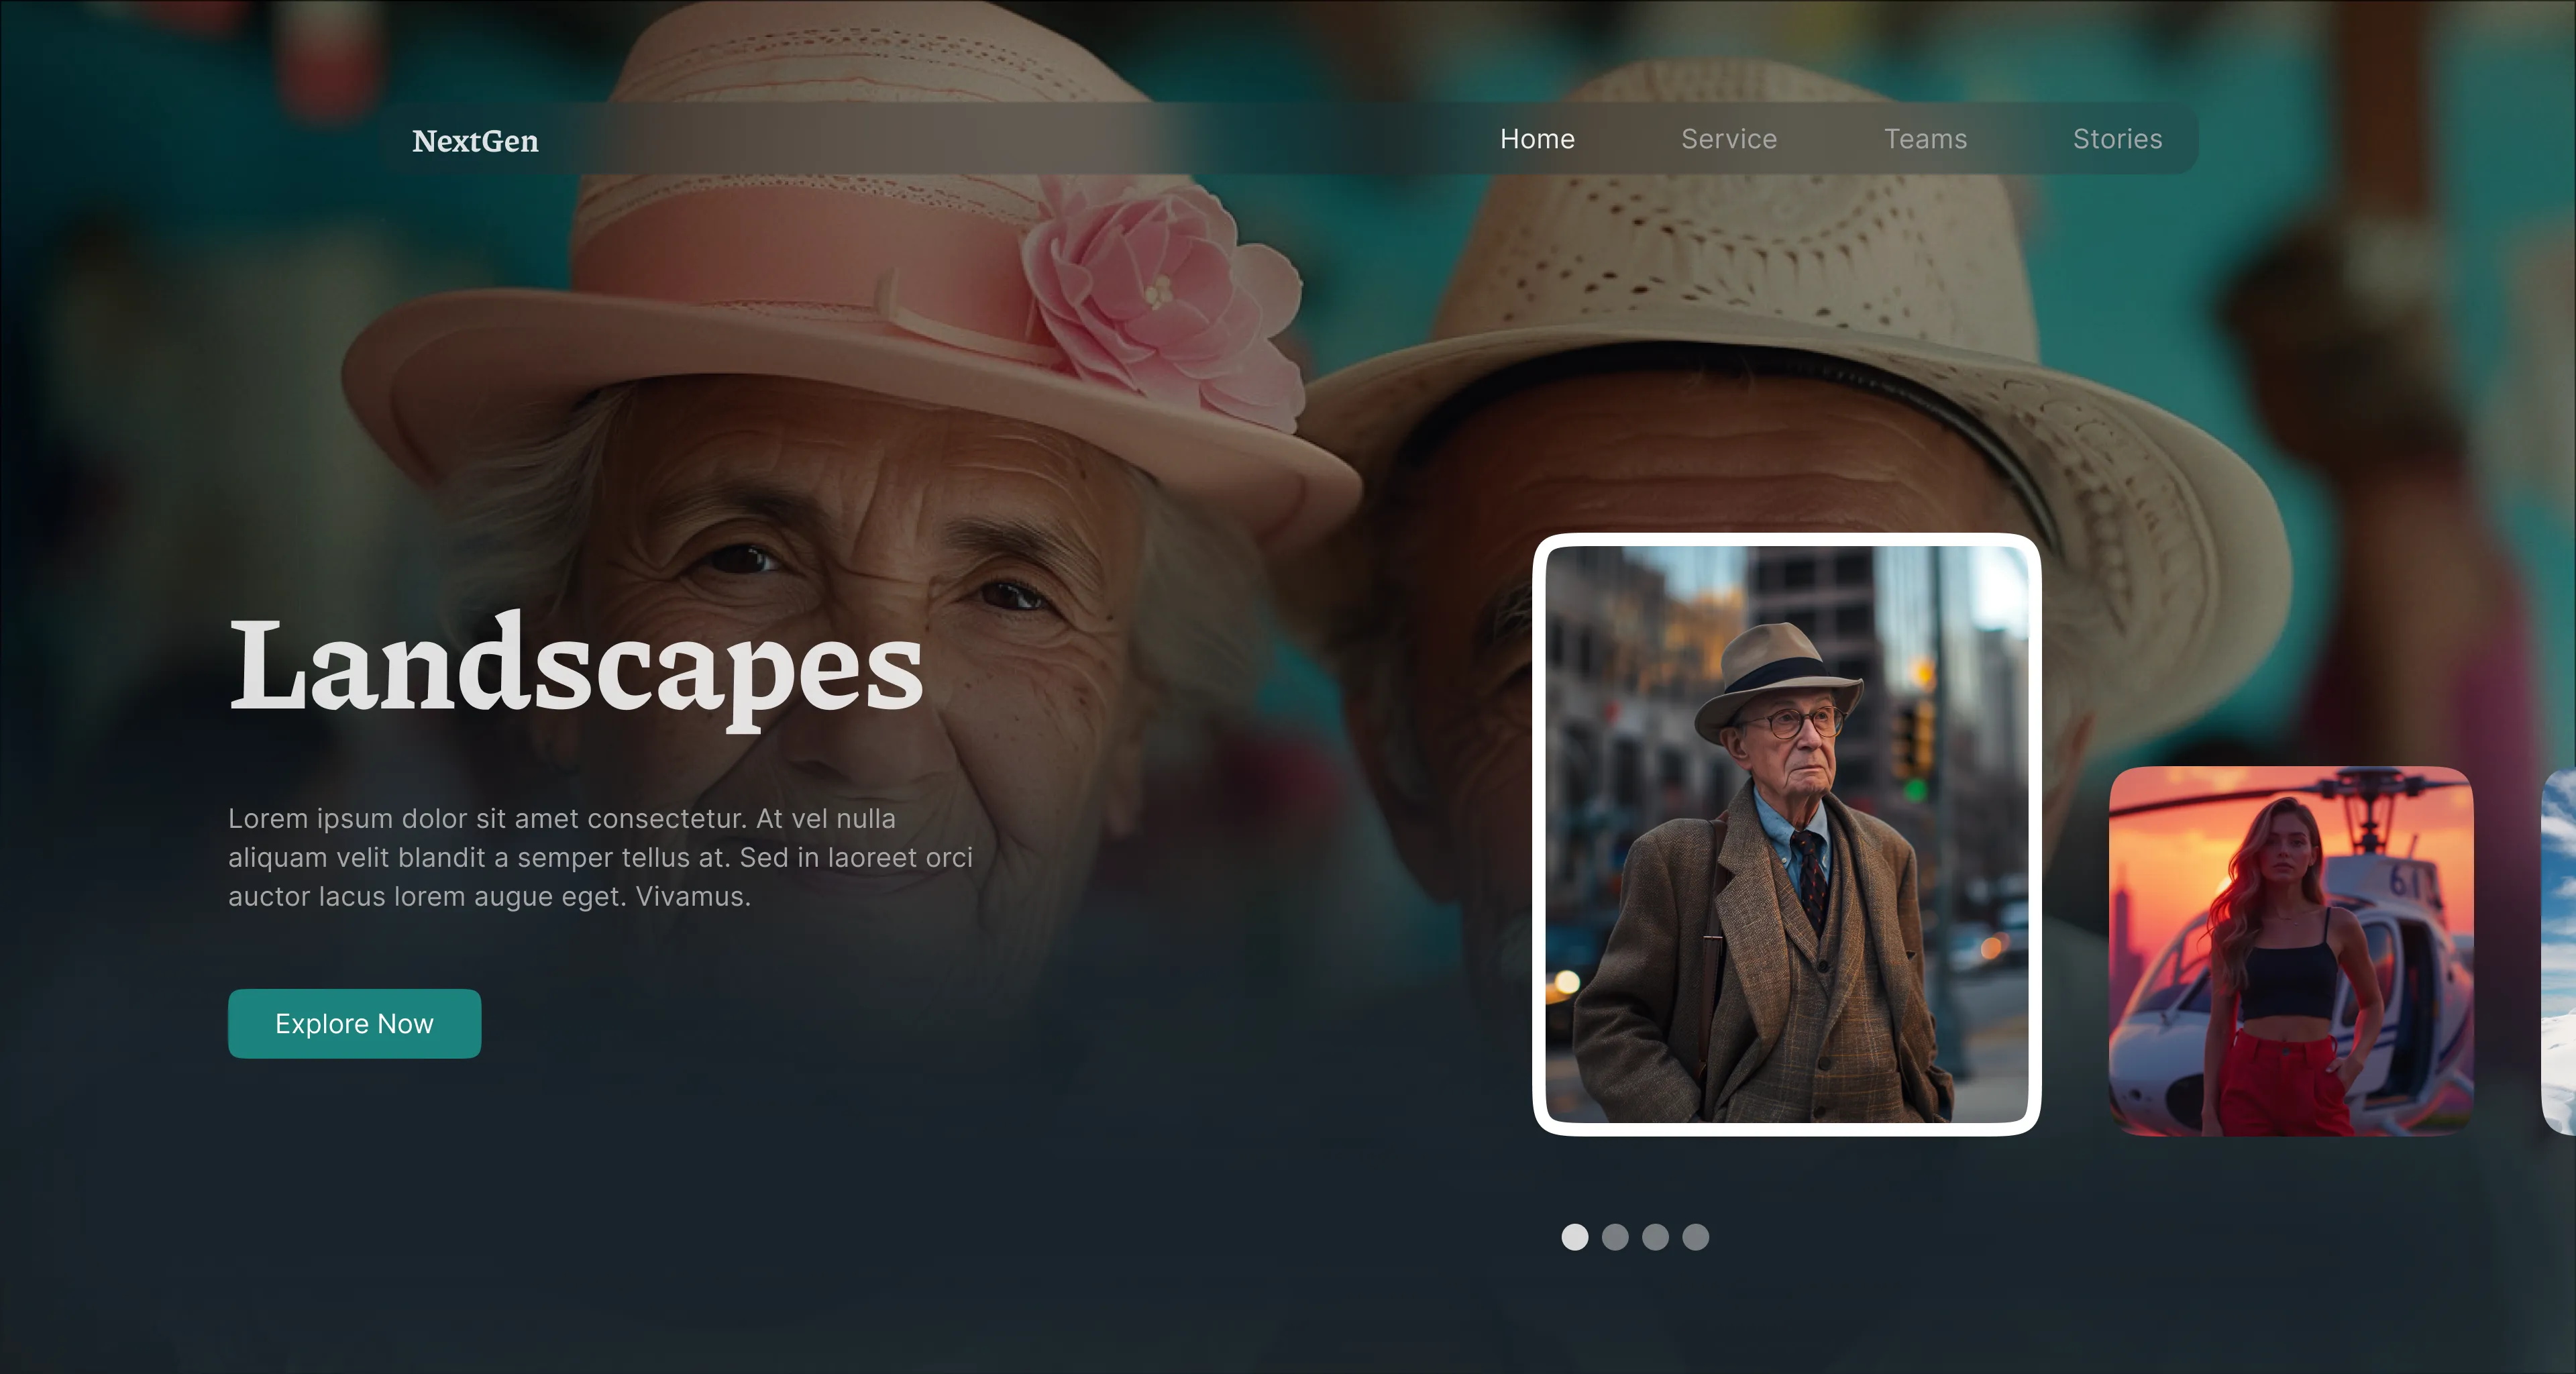 NextGen
Home Service Teams Stories
Landscapes
Lorem ipsum dolor sit amet consectetur. At vel nulla
aliquam velit blandit a semper tellus at. Sed in laoreet orci
auctor lacus lorem augue eget. Vivamus.
Explore Now